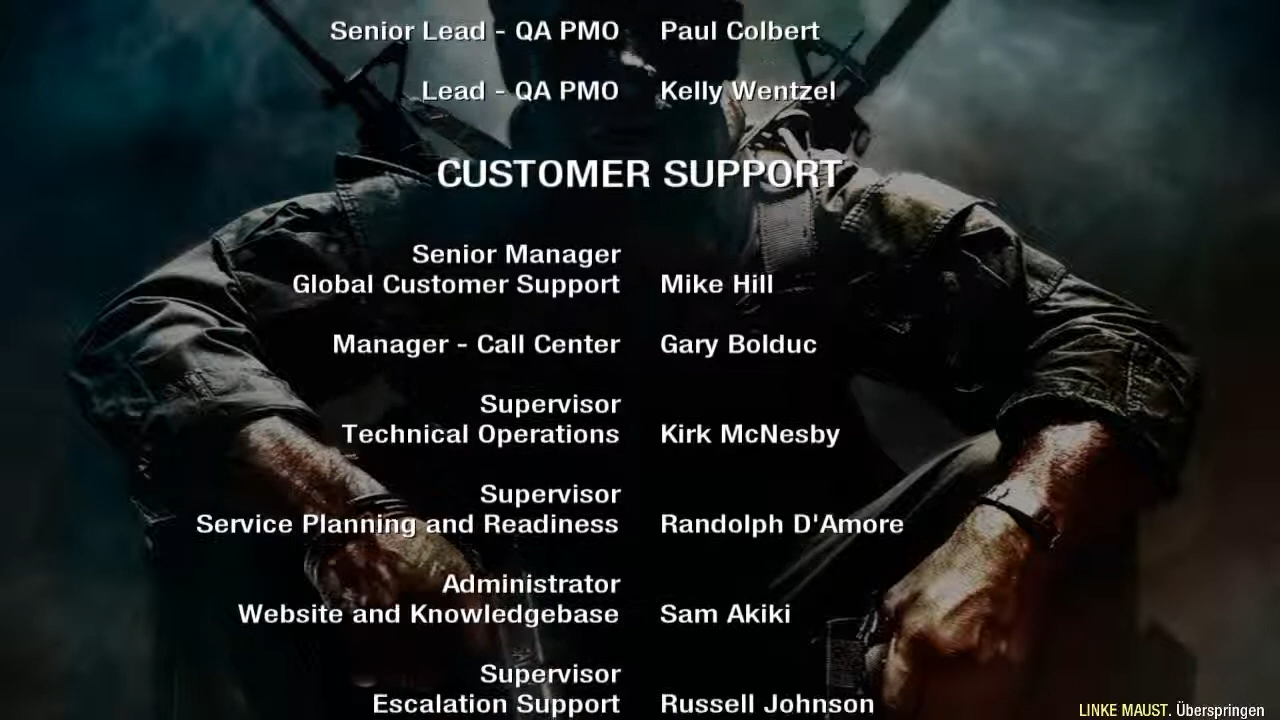 Senior Lead - QA PMO Paul Colbert
Lead - QA PMO Kelly Wentzel
CUSTOMER SUPPORT
Senior Manager
Global Customer Support Mike Hill
Manager - Call Center Gary Bolduc
Supervisor
Technical Operations Kirk McNesby
Supervisor
Service Planning and Readiness Randolph D'Amore
Administrator
Website and Knowledgebase Sam Akiki
Supervisor
Escalation Support Russell Johnson
LINKE MAUST. Überspringen